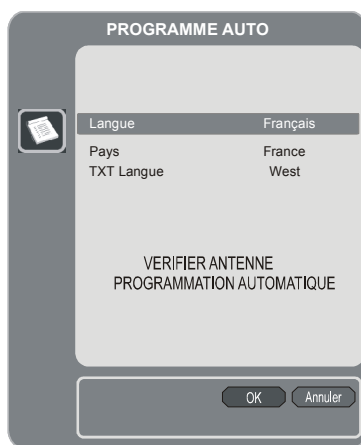 PROGRAMME AUTO
Langue Français
Pays France
TXT Langue West
VERIFIER ANTENNE
PROGRAMMATION AUTOMATIQUE
OK Annuler